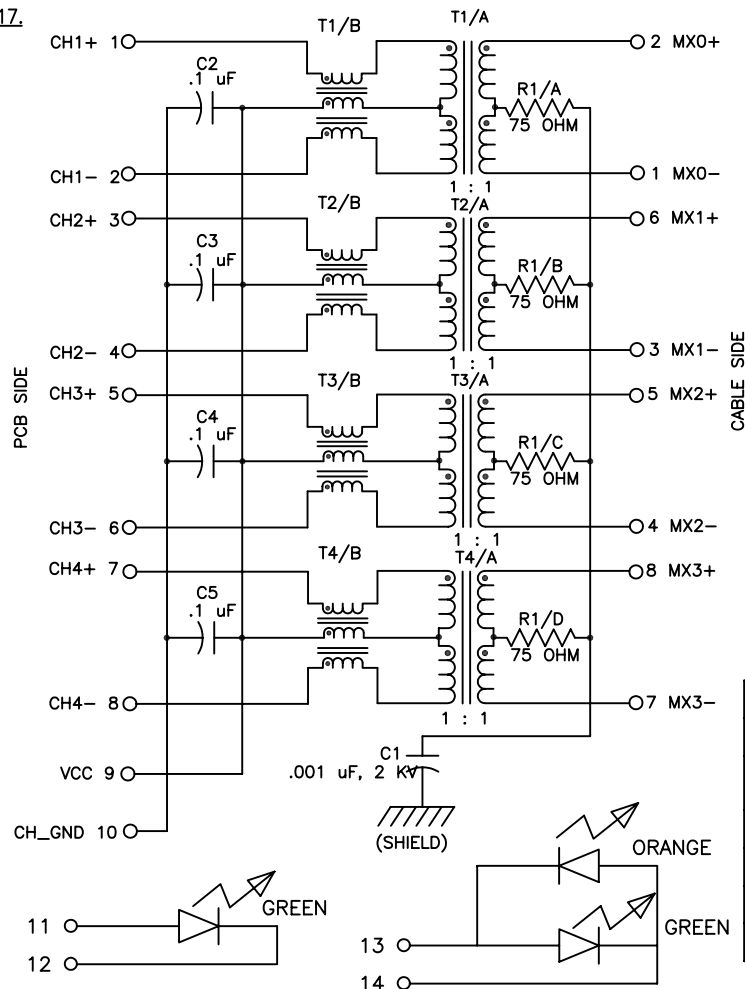 17.
T1/B
T1/A
CH1+ 1
2 MX0+
C2
.1 uF
R1/A
75 OHM
CH1- 2
1 MX0-
1 : 1
T2/B
T2/A
CH2+ 3
6 MX1+
C3
.1 uF
R1/B
75 OHM
CH2- 4
3 MX1-
1 : 1
PCB SIDE
CABLE SIDE
T3/B
T3/A
CH3+ 5
5 MX2+
C4
.1 uF
R1/C
75 OHM
CH3- 6
4 MX2-
1 : 1
T4/B
T4/A
CH4+ 7
8 MX3+
C5
.1 uF
R1/D
75 OHM
CH4- 8
7 MX3-
1 : 1
C1
.001 uF, 2 KV
VCC 9
CH_GND 10
(SHIELD)
ORANGE
GREEN
GREEN
11
12
13
14